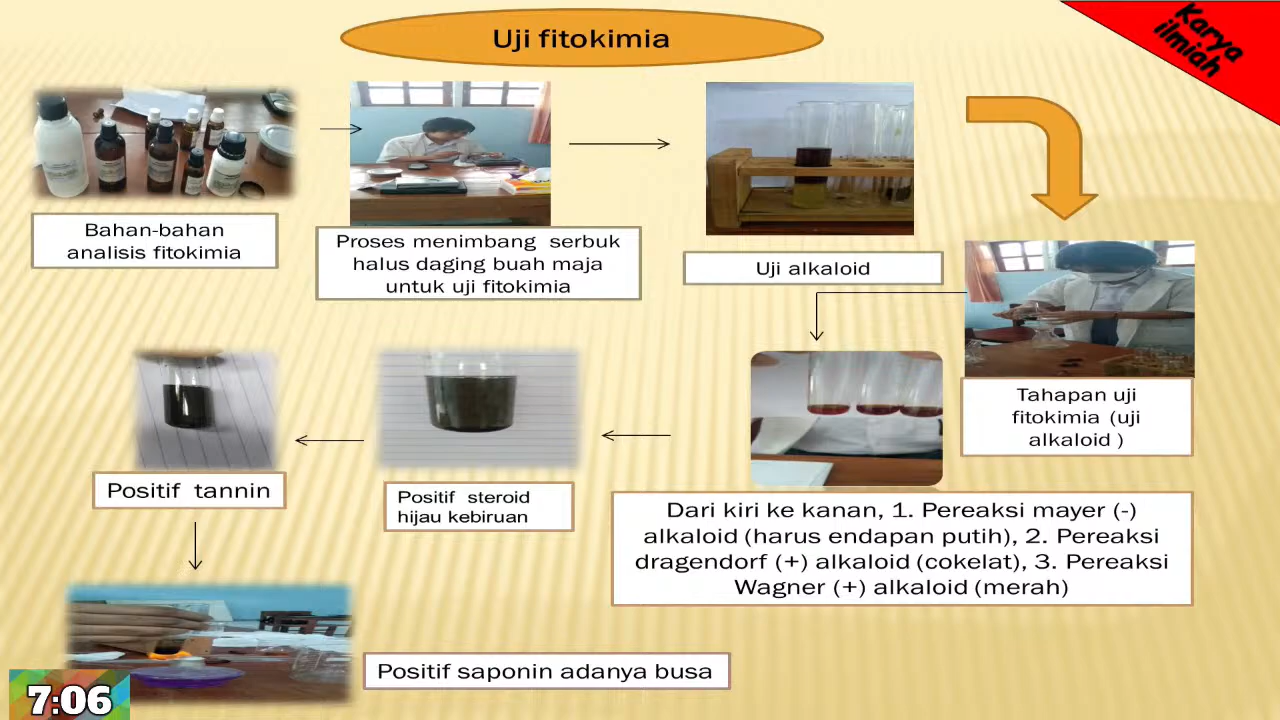 Uji fitokimia
Karya
ilmiah
Bahan-bahan
analisis fitokimia
Proses menimbang serbuk
halus daging buah maja
untuk uji fitokimia
Uji alkaloid
Tahapan uji
fitokimia (uji
alkaloid )
Dari kiri ke kanan, 1. Pereaksi mayer (-)
alkaloid (harus endapan putih), 2. Pereaksi
dragendorf (+) alkaloid (cokelat), 3. Pereaksi
Wagner (+) alkaloid (merah)
Positif steroid
hijau kebiruan
Positif tannin
Positif saponin adanya busa
7:06